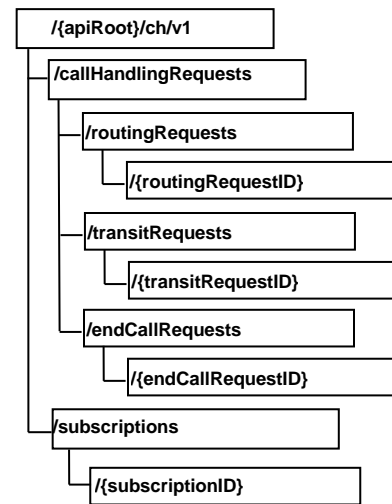 /{apiRoot}/ch/v1
/callHandlingRequests
/routingRequests
/{routingRequestID}
/transitRequests
/{transitRequestID}
/endCallRequests
/{endCallRequestID}
/subscriptions
/{subscriptionID}